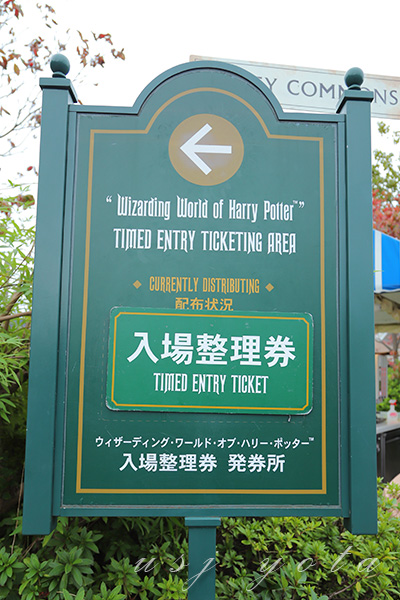 Y COMMONS
“Wizarding World of Harry Potter™”
TIMED ENTRY TICKETING AREA
CURRENTLY DISTRIBUTING
配布状況
入場整理券
TIMED ENTRY TICKET
ウィザーディング・ワールド・オブ・ハリー・ポッター™
入場整理券 発券所
usj yota